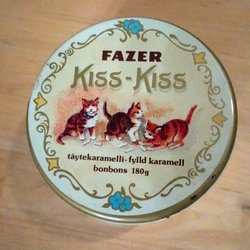 FAZER
KISS-KISS
täytekaramelli-fylld karamell
bonbons 180g